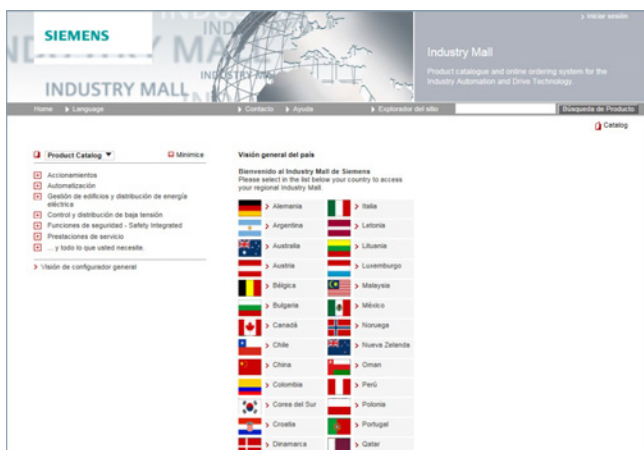 SIEMENS
INDUSTRY MALL
Iniciar sesión
Industry Mall
Product catalogue and online ordering system for the
Industry Automation and Drive Technology.
Home Language Contacto Ayuda Explorador del sitio Búsqueda de Producto
Catalog
Product Catalog Minimice
Accionamientos
Automatización
Gestión de edificios y distribución de energía
eléctrica
Control y distribución de baja tensión
Funciones de seguridad - Safety Integrated
Prestaciones de servicio
... y todo lo que usted necesite.
Visión de configurador general
Visión general del país
Bienvenido al Industry Mall de Siemens
Please select in the list below your country to access
your regional Industry Mall.
Alemania Italia
Argentina Letonia
Australia Lituania
Austria Luxemburgo
Bélgica Malaysia
Bulgaria México
Canadá Noruega
Chile Nueva Zelanda
China Oman
Colombia Perú
Corea del Sur Polonia
Croatia Portugal
Dinamarca Qatar